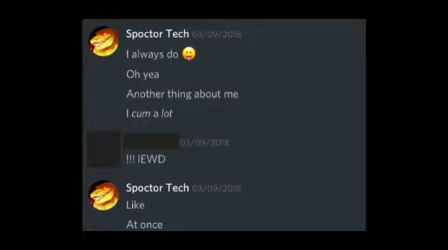 Spoctor Tech 03/09/2018
I always do 😝
Oh yea
Another thing about me
I cum a lot
03/09/2018
!!! lEWD
Spoctor Tech 03/09/2018
Like
At once